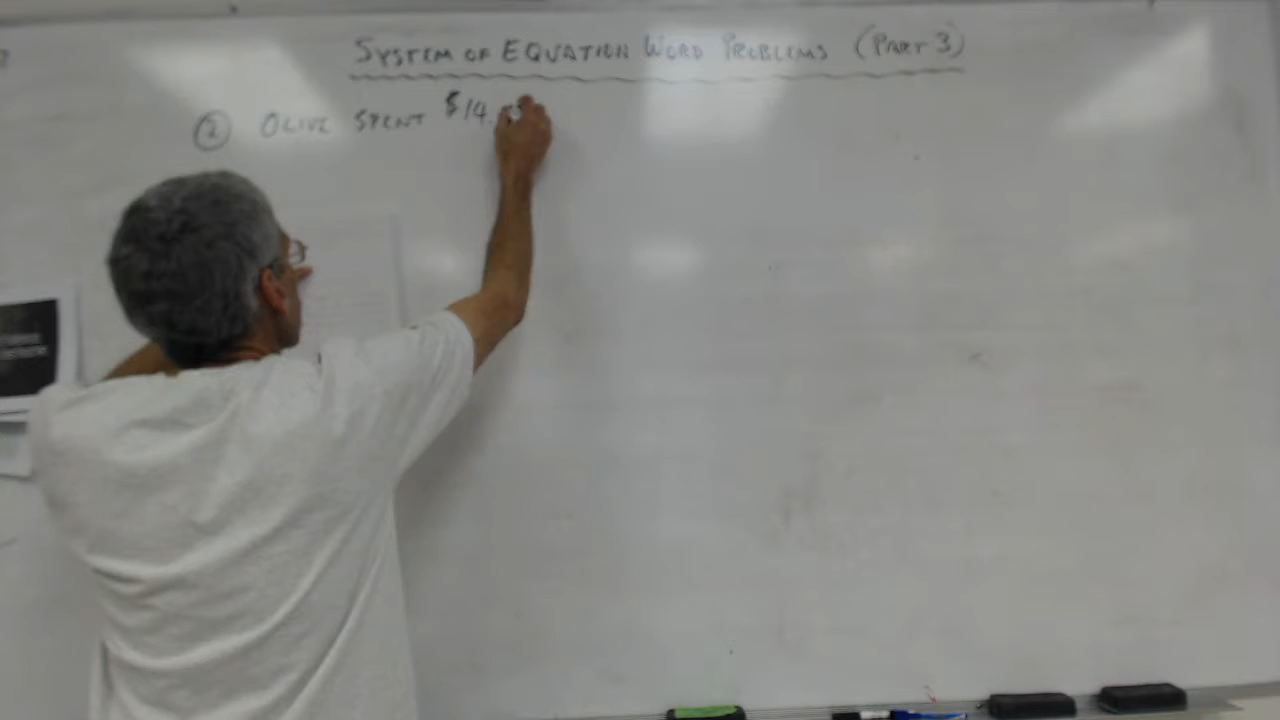 SYSTEM OF EQUATION WORD PROBLEMS (PART 3)
② OLIVE SPENT $14.